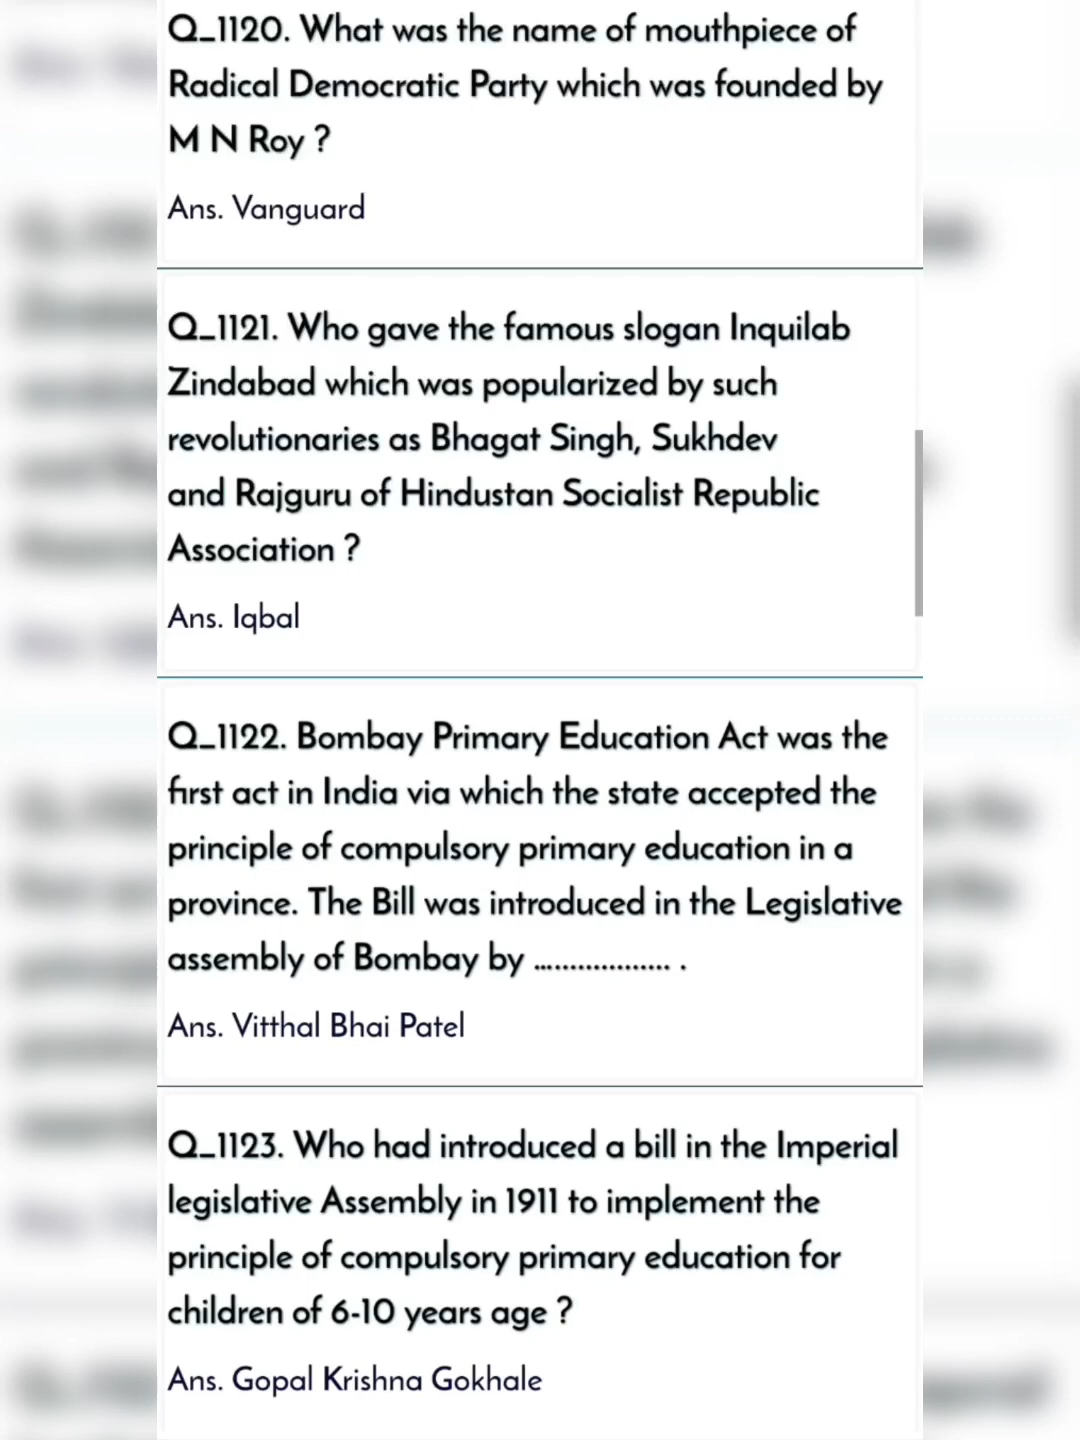 Q_1120. What was the name of mouthpiece of
Radical Democratic Party which was founded by
M N Roy ?
Ans. Vanguard
Q_1121. Who gave the famous slogan Inquilab
Zindabad which was popularized by such
revolutionaries as Bhagat Singh, Sukhdev
and Rajguru of Hindustan Socialist Republic
Association ?
Ans. Iqbal
Q_1122. Bombay Primary Education Act was the
first act in India via which the state accepted the
principle of compulsory primary education in a
province. The Bill was introduced in the Legislative
assembly of Bombay by .................. .
Ans. Vitthal Bhai Patel
Q_1123. Who had introduced a bill in the Imperial
legislative Assembly in 1911 to implement the
principle of compulsory primary education for
children of 6-10 years age ?
Ans. Gopal Krishna Gokhale